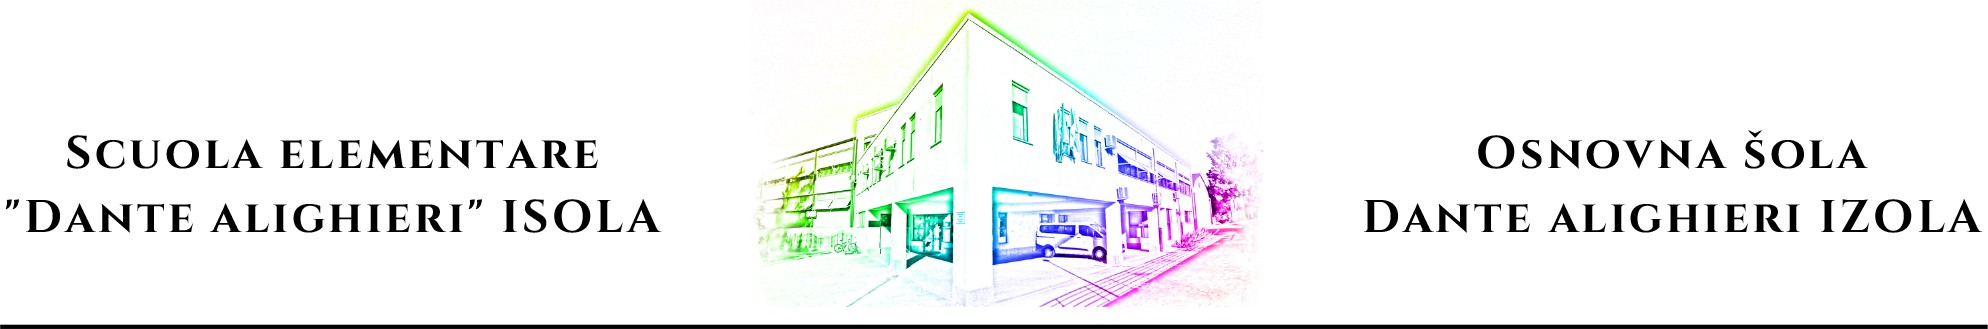 Scuola elementare
"Dante alighieri" ISOLA
Osnovna šola
Dante alighieri IZOLA